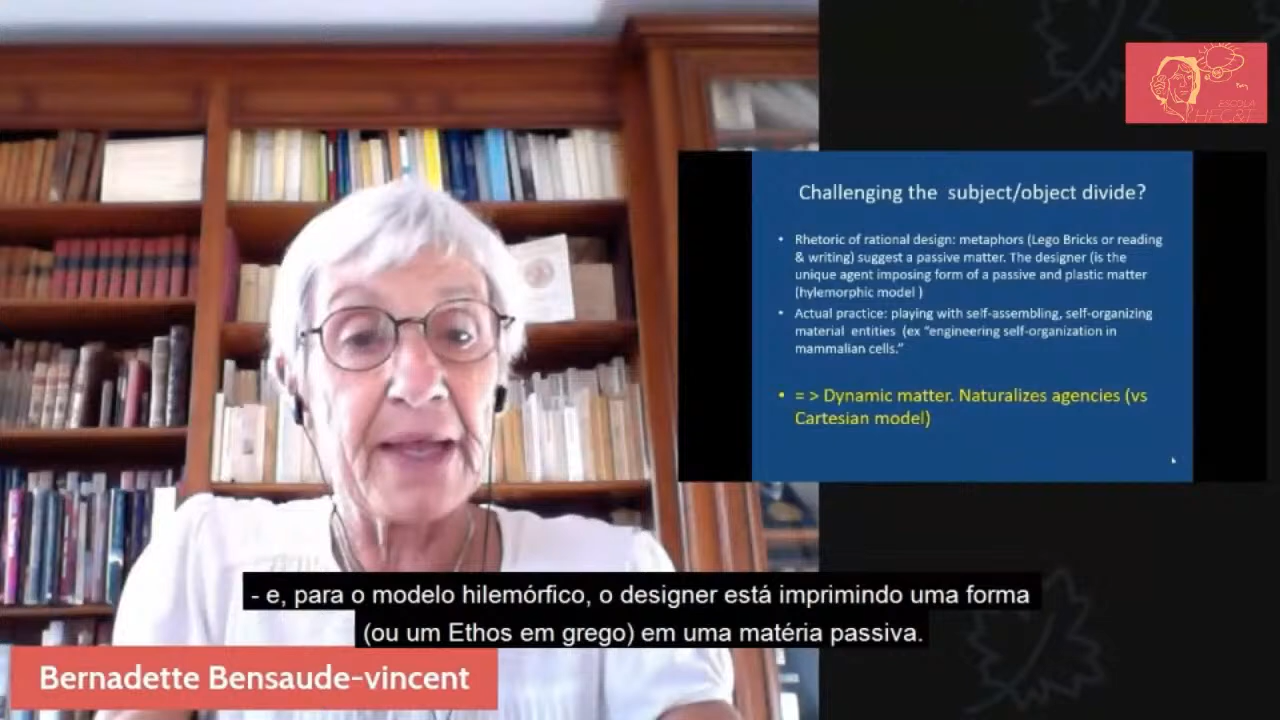 ESCOLA
HFC&T
Challenging the subject/object divide?
• Rhetoric of rational design: metaphors (Lego Bricks or reading
& writing) suggest a passive matter. The designer (is the
unique agent imposing form of a passive and plastic matter
(hylemorphic model )
• Actual practice: playing with self-assembling, self-organizing
material entities (ex “engineering self-organization in
mammalian cells.”
• = > Dynamic matter. Naturalizes agencies (vs
Cartesian model)
- e, para o modelo hilemórfico, o designer está imprimindo uma forma
(ou um Ethos em grego) em uma matéria passiva.
Bernadette Bensaude-vincent